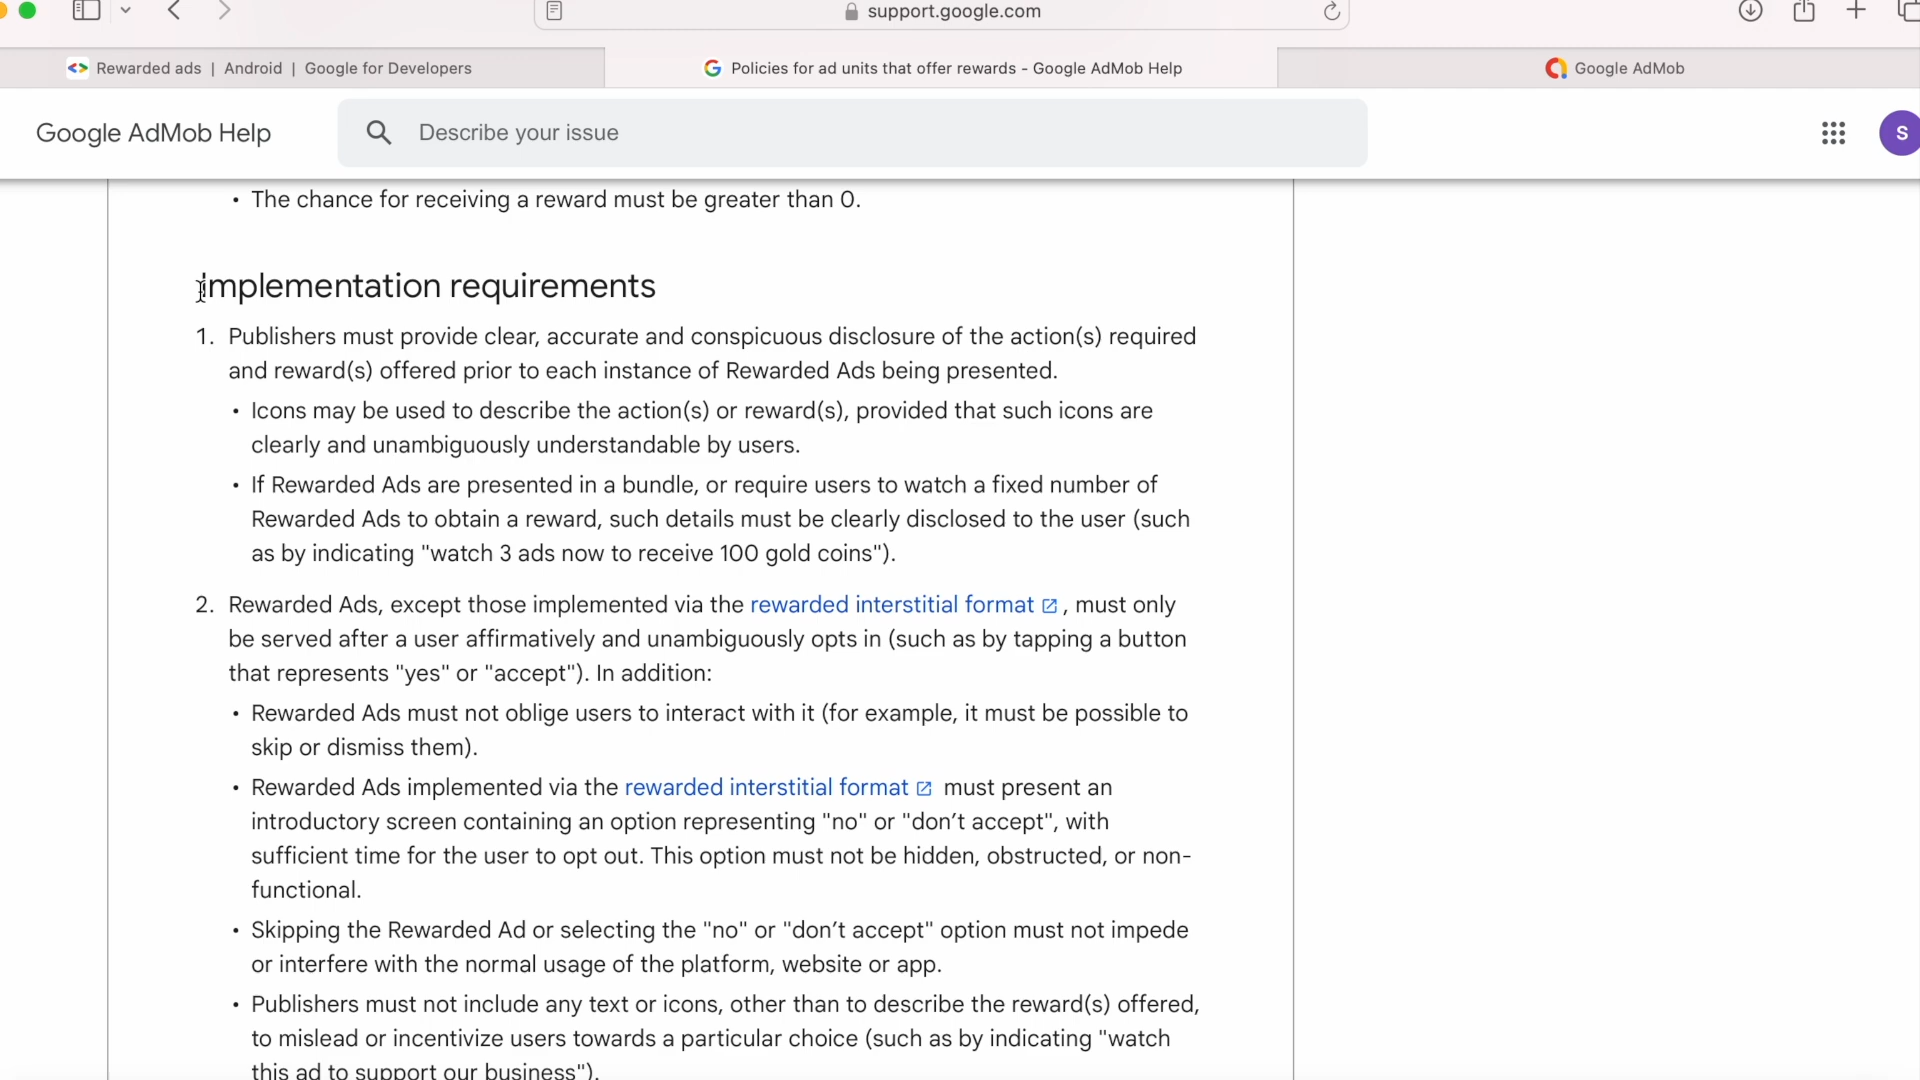 support.google.com
Rewarded ads | Android | Google for Developers
Policies for ad units that offer rewards - Google AdMob Help
Google AdMob
Google AdMob Help
Describe your issue
S
• The chance for receiving a reward must be greater than 0.
Implementation requirements
1. Publishers must provide clear, accurate and conspicuous disclosure of the action(s) required
and reward(s) offered prior to each instance of Rewarded Ads being presented.
• Icons may be used to describe the action(s) or reward(s), provided that such icons are
clearly and unambiguously understandable by users.
• If Rewarded Ads are presented in a bundle, or require users to watch a fixed number of
Rewarded Ads to obtain a reward, such details must be clearly disclosed to the user (such
as by indicating "watch 3 ads now to receive 100 gold coins").
2. Rewarded Ads, except those implemented via the rewarded interstitial format , must only
be served after a user affirmatively and unambiguously opts in (such as by tapping a button
that represents "yes" or "accept"). In addition:
• Rewarded Ads must not oblige users to interact with it (for example, it must be possible to
skip or dismiss them).
• Rewarded Ads implemented via the rewarded interstitial format must present an
introductory screen containing an option representing "no" or "don’t accept", with
sufficient time for the user to opt out. This option must not be hidden, obstructed, or non-
functional.
• Skipping the Rewarded Ad or selecting the "no" or "don’t accept" option must not impede
or interfere with the normal usage of the platform, website or app.
• Publishers must not include any text or icons, other than to describe the reward(s) offered,
to mislead or incentivize users towards a particular choice (such as by indicating "watch
this ad to support our business").